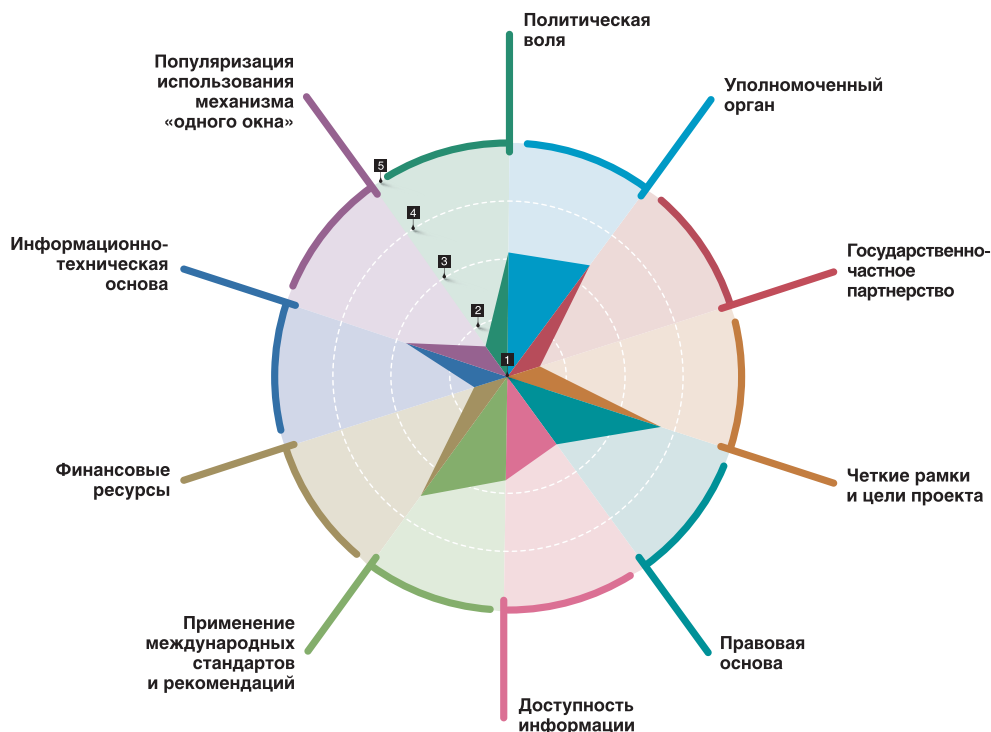 Политическая
воля
Уполномоченный
орган
Государственно-
частное
партнерство
Четкие рамки
и цели проекта
Правовая
основа
Доступность
информации
Применение
международных
стандартов
и рекомендаций
Финансовые
ресурсы
Информационно-
техническая
основа
Популяризация
использования
механизма
«одного окна»
5
4
3
2
1